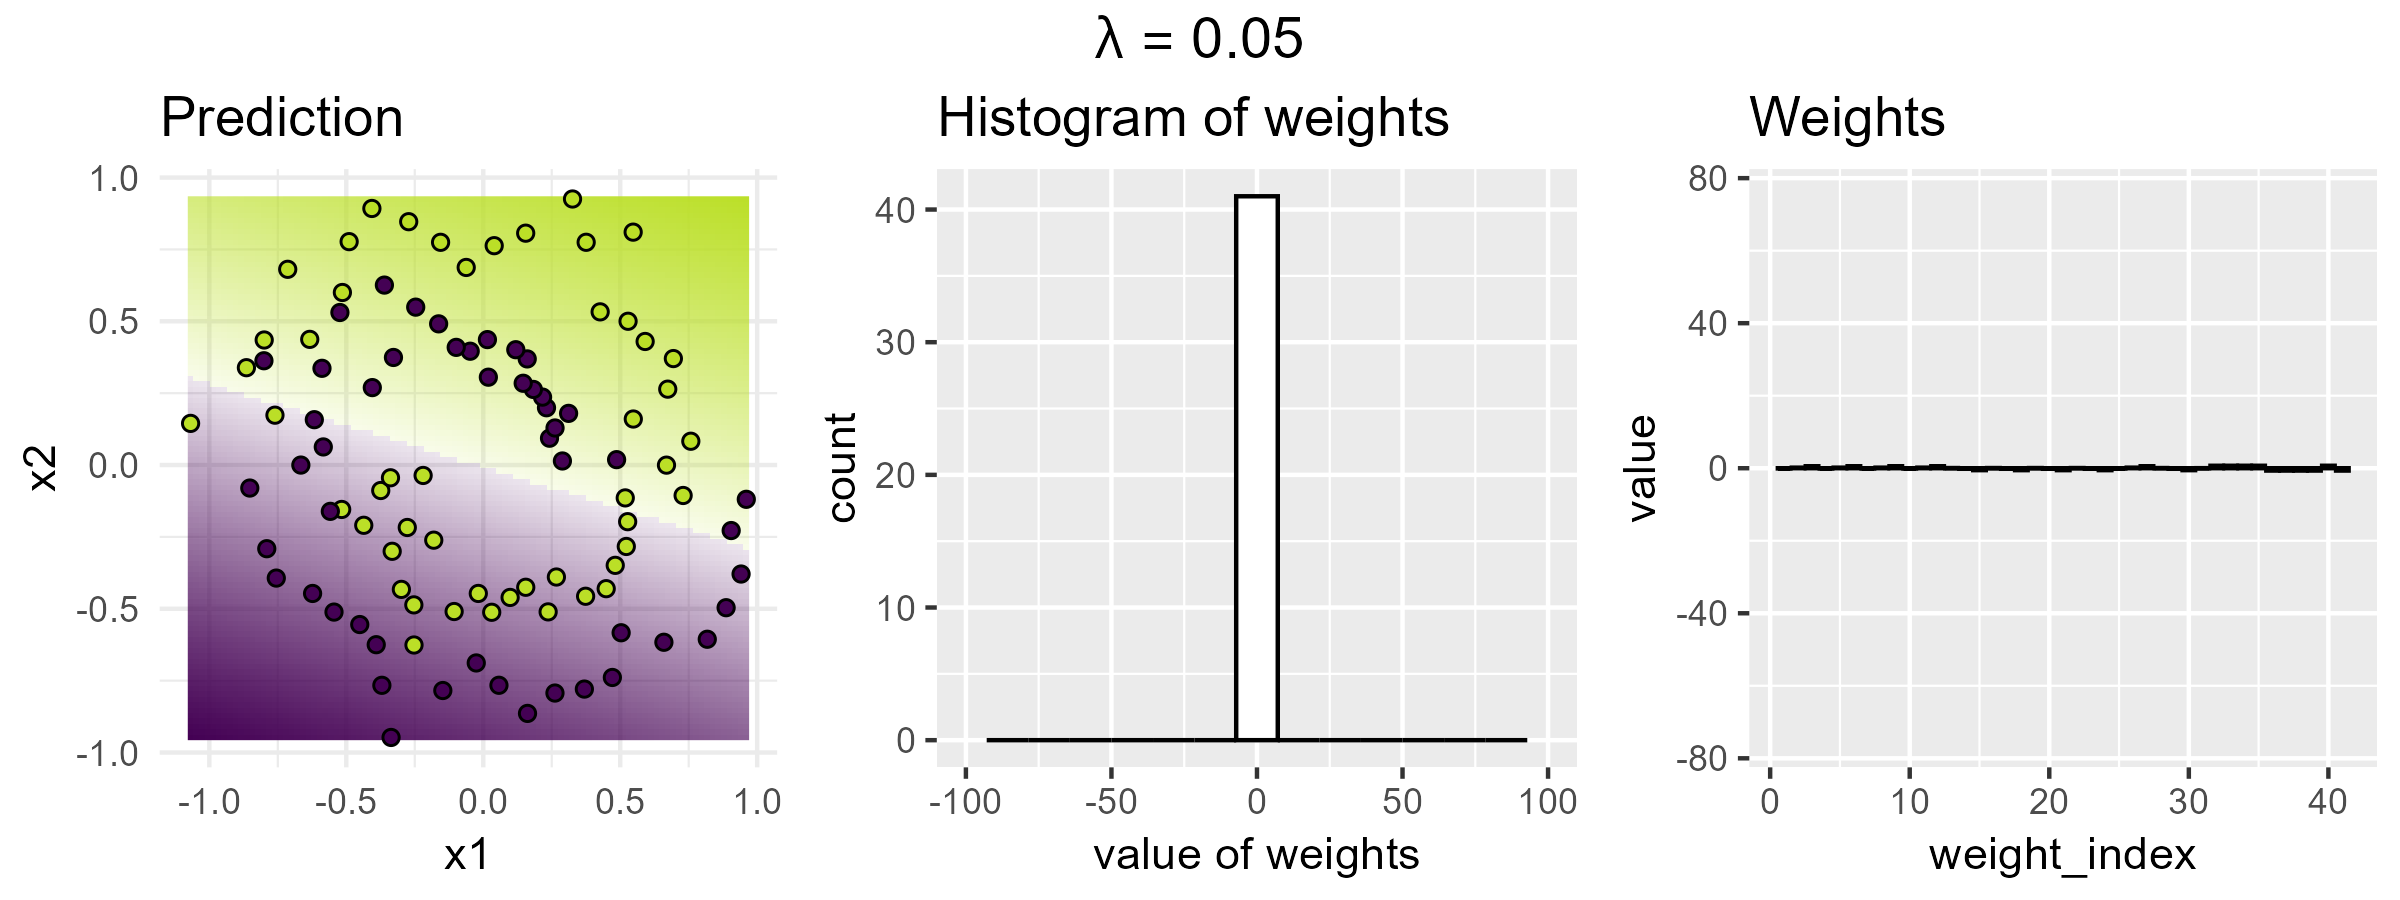 λ = 0.05
Prediction
1.0
0.5
0.0
-0.5
-1.0
-1.0 -0.5 0.0 0.5 1.0
x1
x2
Histogram of weights
40
30
20
10
0
-100 -50 0 50 100
value of weights
count
Weights
80
40
0
-40
-80
0 10 20 30 40
weight_index
value